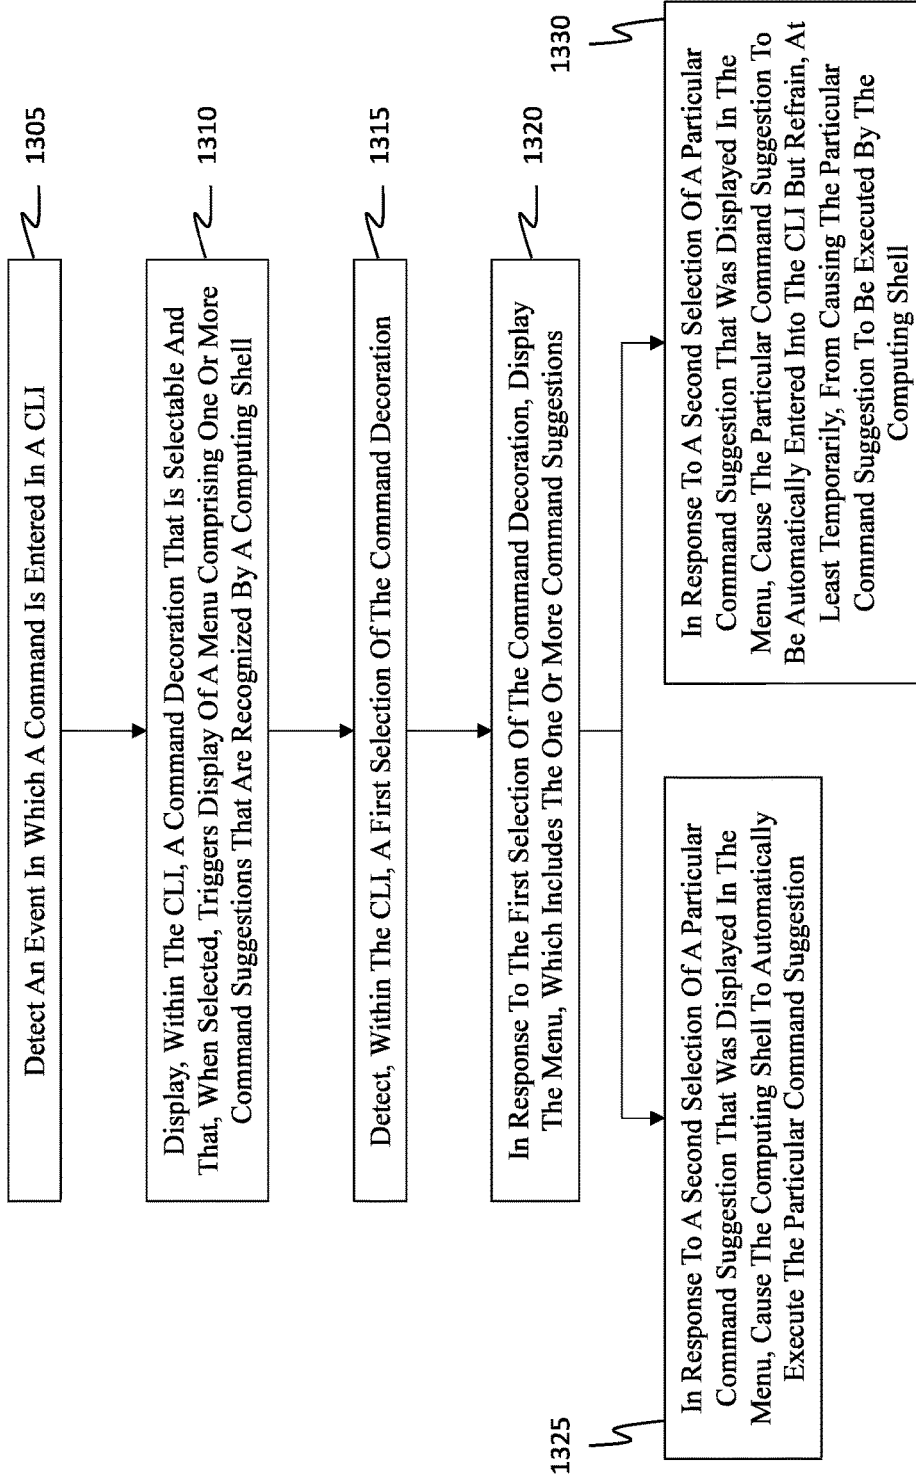 Detect An Event In Which A Command Is Entered In A CLI
1305
Display, Within The CLI, A Command Decoration That Is Selectable And
That, When Selected, Triggers Display Of A Menu Comprising One Or More
Command Suggestions That Are Recognized By A Computing Shell
1310
Detect, Within The CLI, A First Selection Of The Command Decoration
1315
In Response To The First Selection Of The Command Decoration, Display
The Menu, Which Includes The One Or More Command Suggestions
1320
1325
In Response To A Second Selection Of A Particular
Command Suggestion That Was Displayed In The
Menu, Cause The Computing Shell To Automatically
Execute The Particular Command Suggestion
1330
In Response To A Second Selection Of A Particular
Command Suggestion That Was Displayed In The
Menu, Cause The Particular Command Suggestion To
Be Automatically Entered Into The CLI But Refrain, At
Least Temporarily, From Causing The Particular
Command Suggestion To Be Executed By The
Computing Shell